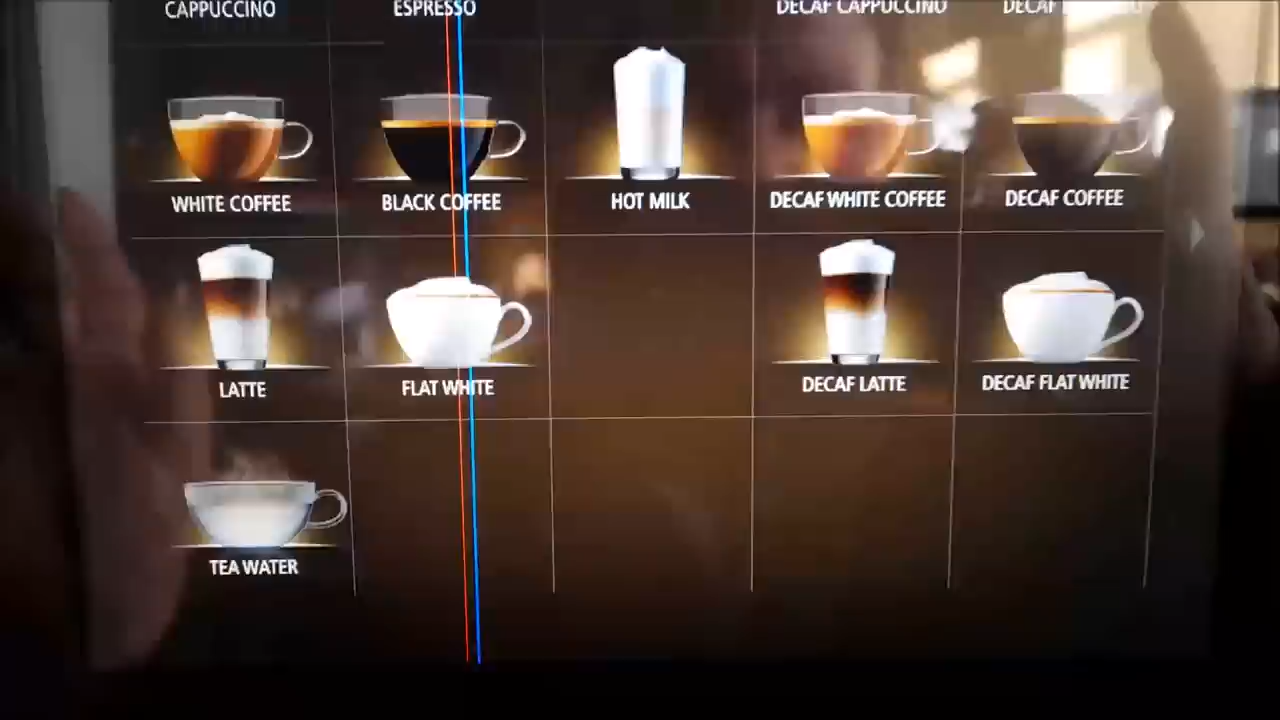 CAPPUCCINO
ESPRESSO
DECAF CAPPUCCINO
DECAF
WHITE COFFEE
BLACK COFFEE
HOT MILK
DECAF WHITE COFFEE
DECAF COFFEE
LATTE
FLAT WHITE
DECAF LATTE
DECAF FLAT WHITE
TEA WATER